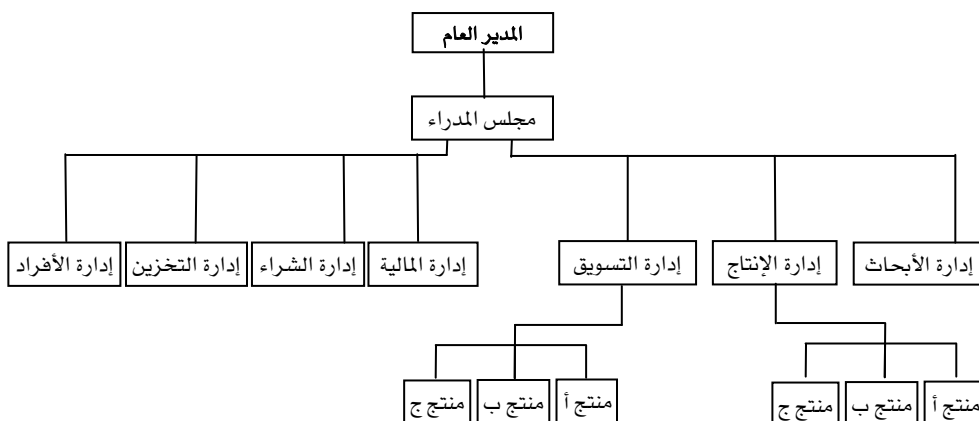 المدير العام
مجلس المدراء
إدارة الأبحاث
إدارة الإنتاج
إدارة التسويق
إدارة المالية
إدارة الشراء
إدارة التخزين
إدارة الأفراد
منتج أ
منتج ب
منتج ج
منتج أ
منتج ب
منتج ج